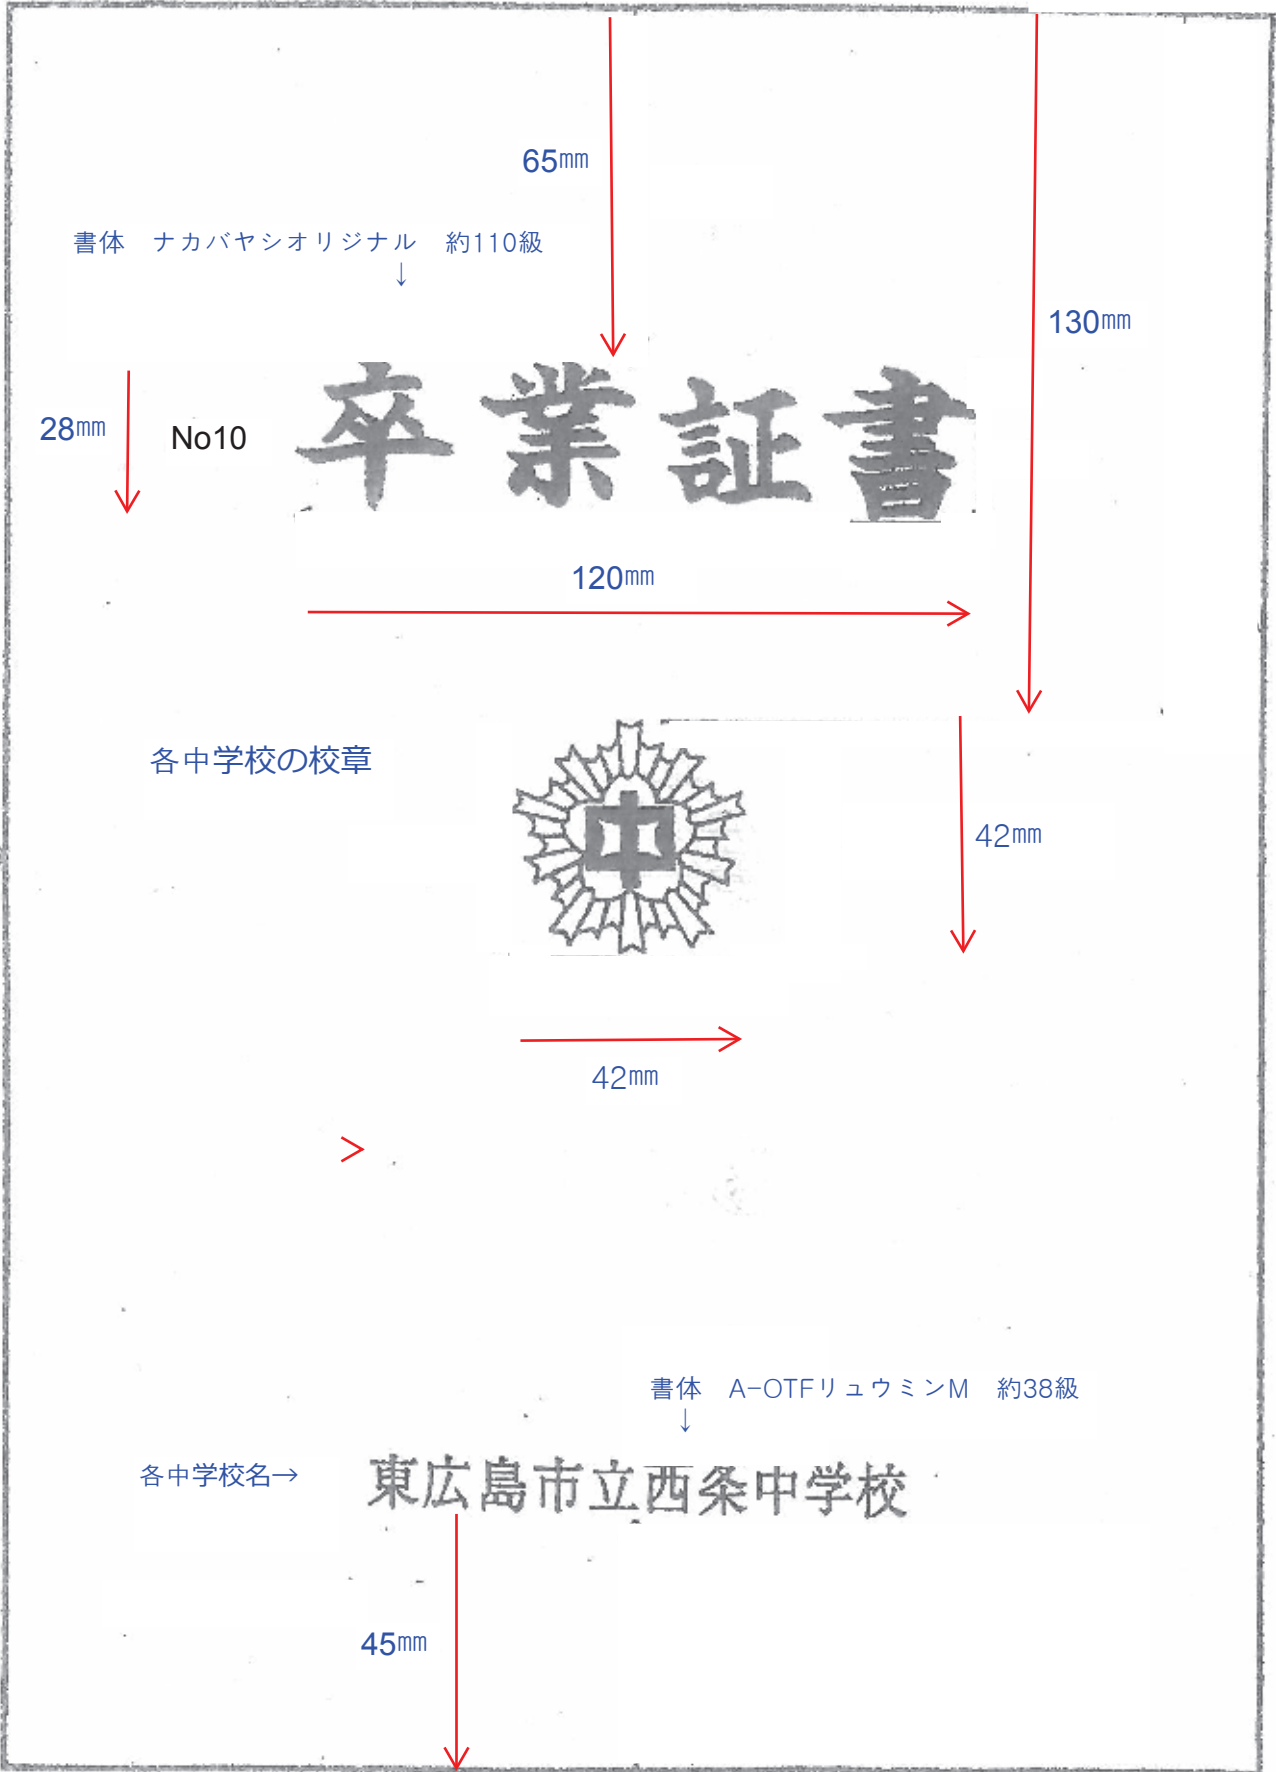 65㎜
書体　ナカバヤシオリジナル　約110級
↓
130㎜
28㎜
No10
卒業証書
120㎜
各中学校の校章
中
42㎜
42㎜
書体　A-OTFリュウミンM　約38級
↓
各中学校名→
東広島市立西条中学校
45㎜